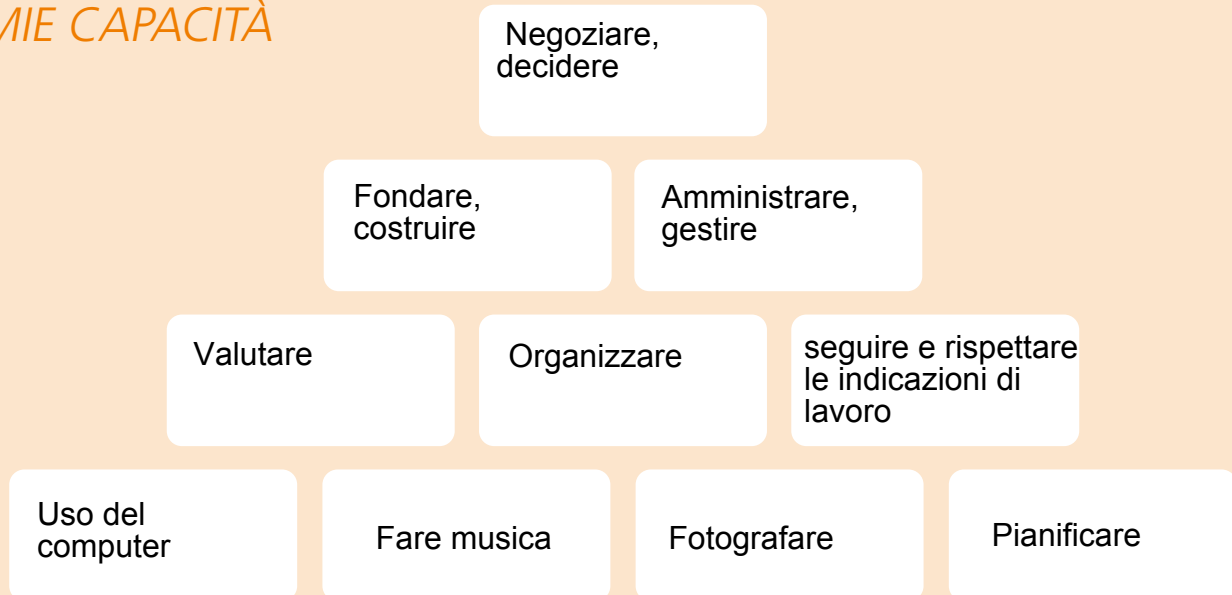 MIE CAPACITÀ
Negoziare,
decidere
Fondare,
costruire
Amministrare,
gestire
Valutare
Organizzare
seguire e rispettare
le indicazioni di
lavoro
Uso del
computer
Fare musica
Fotografare
Pianificare